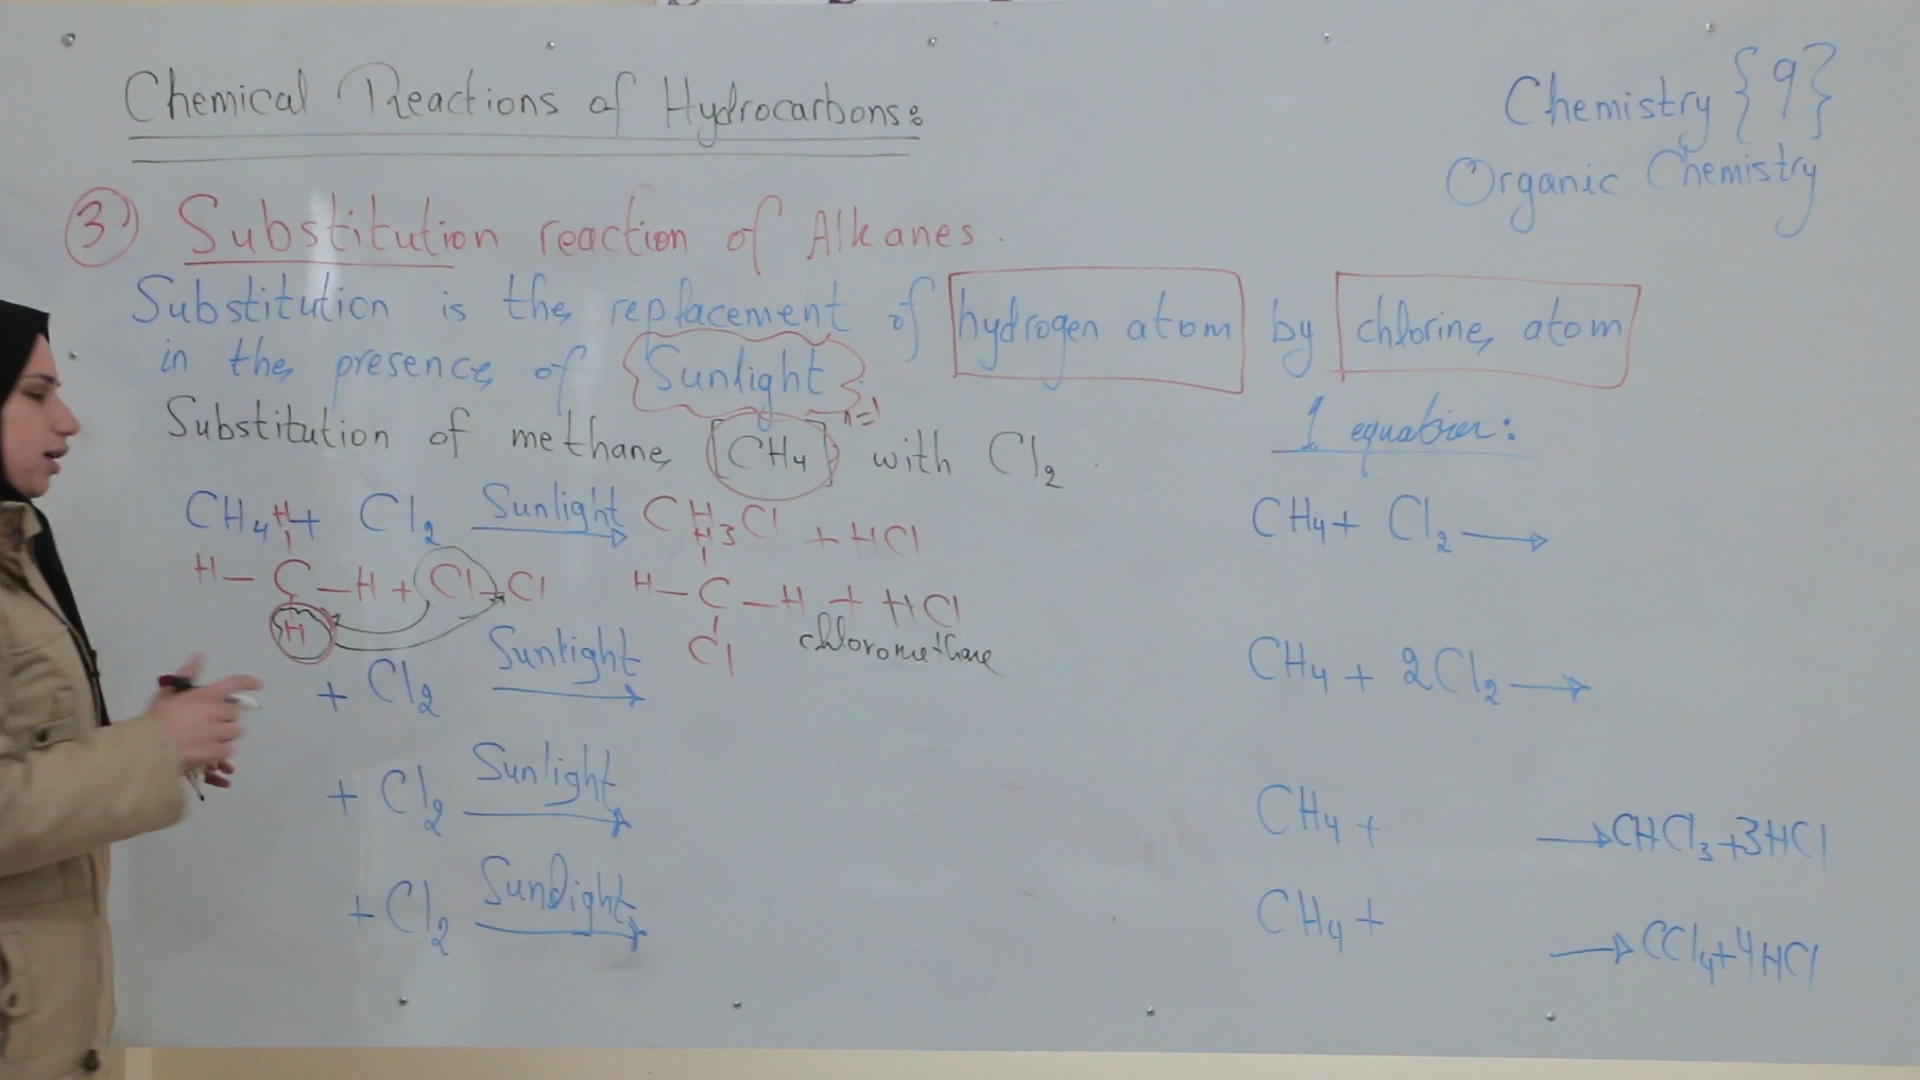 Chemical Reactions of Hydrocarbons:
Chemistry {9}
Organic Chemistry
3) Substitution reaction of Alkanes.
Substitution is the replacement of hydrogen atom by chlorine atom
in the presence of {Sunlight}
n=1
Substitution of methane [CH4] with Cl2.
CH4 + Cl2 Sunlight → CH3Cl + HCl
H H
H-C-H + Cl-Cl H-C-H + HCl
H Cl chloromethane
+ Cl2 Sunlight →
+ Cl2 Sunlight →
+ Cl2 Sunlight →
1 equation:
CH4 + Cl2 →
CH4 + 2Cl2 →
CH4 + → CHCl3 + 3HCl
CH4 + → CCl4 + 4HCl